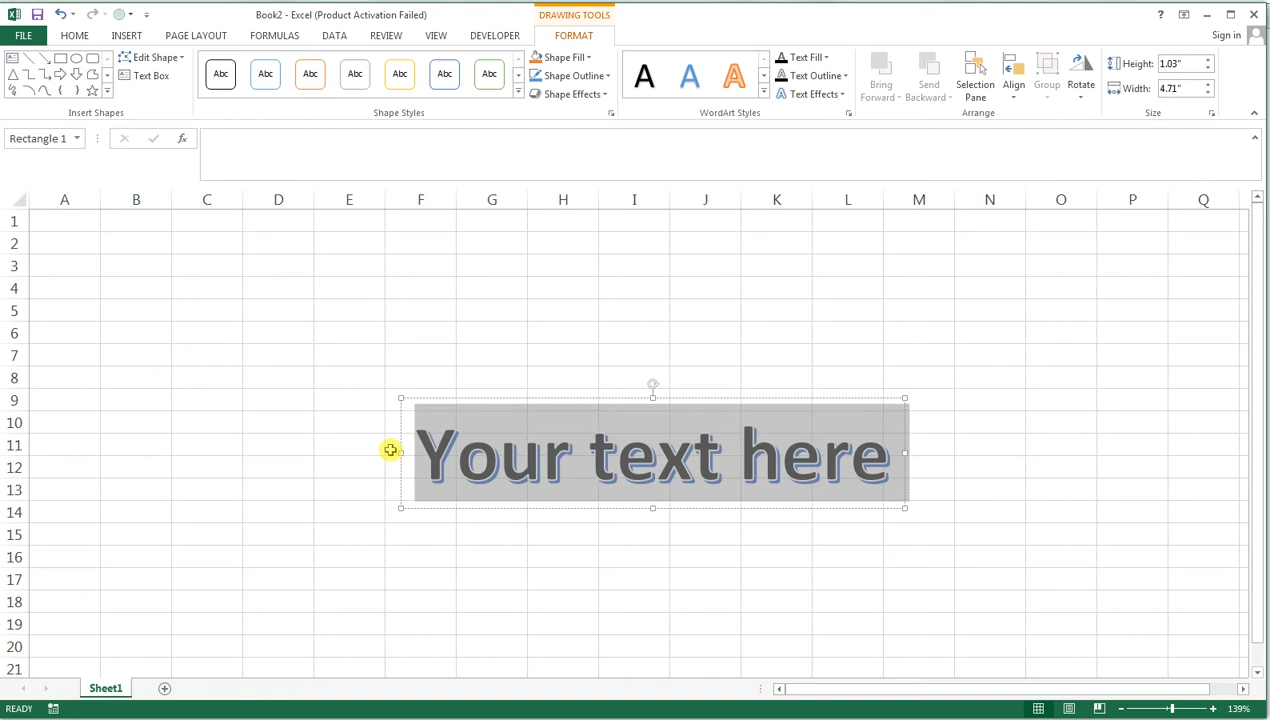 Book2 - Excel (Product Activation Failed)
DRAWING TOOLS
?
FILE
HOME
INSERT
PAGE LAYOUT
FORMULAS
DATA
REVIEW
VIEW
DEVELOPER
FORMAT
Sign in
Edit Shape
Text Box
Insert Shapes
Abc Abc Abc Abc Abc Abc Abc
Shape Fill
Shape Outline
Shape Effects
Shape Styles
A A A
Text Fill
Text Outline
Text Effects
WordArt Styles
Bring Forward
Send Backward
Selection Pane
Align
Group
Rotate
Arrange
Height: 1.03"
Width: 4.71"
Size
Rectangle 1
fx
A B C D E F G H I J K L M N O P Q
1
2
3
4
5
6
7
8
9
10
11
12
13
14
15
16
17
18
19
20
21
Your text here
Sheet1
READY
139%